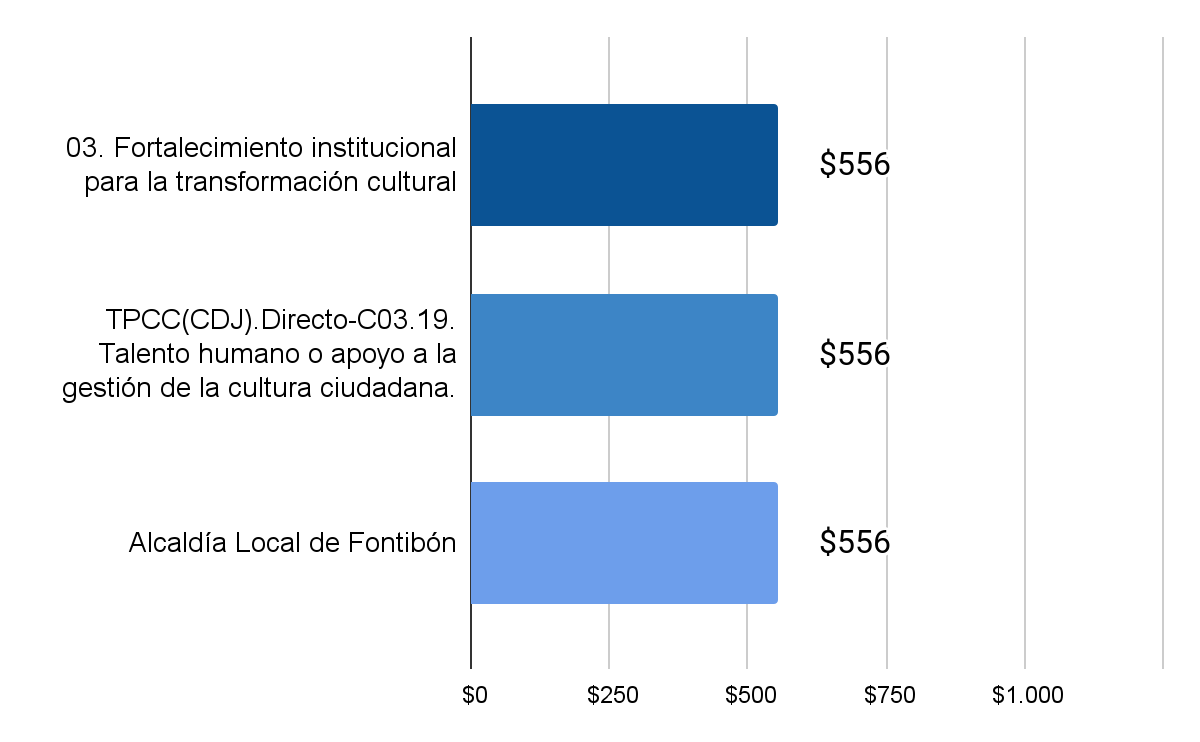 03. Fortalecimiento institucional
para la transformación cultural
$556
TPCC(CDJ).Directo-C03.19.
Talento humano o apoyo a la
gestión de la cultura ciudadana.
$556
Alcaldía Local de Fontibón
$556
$0
$250
$500
$750
$1.000